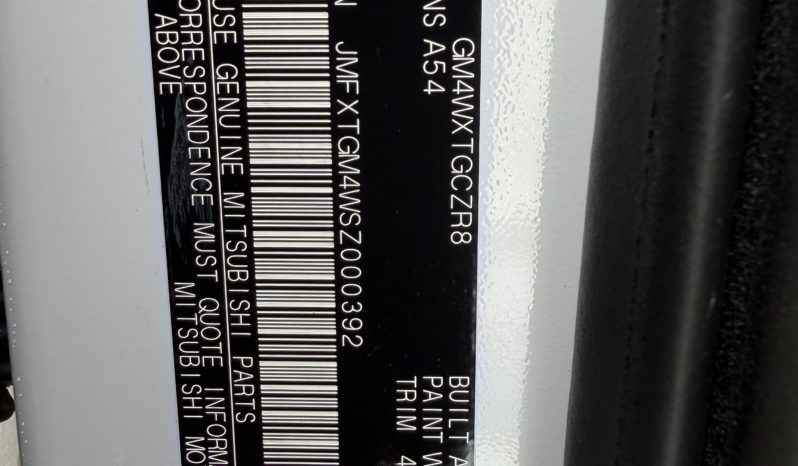 GM4WXTGCZR8
NS A54
BUILT A
PAINT W
TRIM 4
N JMFXTGM4WSZ000392
USE GENUINE MITSUBISHI PARTS
ORRESPONDENCE MUST QUOTE INFORM
ABOVE
MITSUBISHI MO